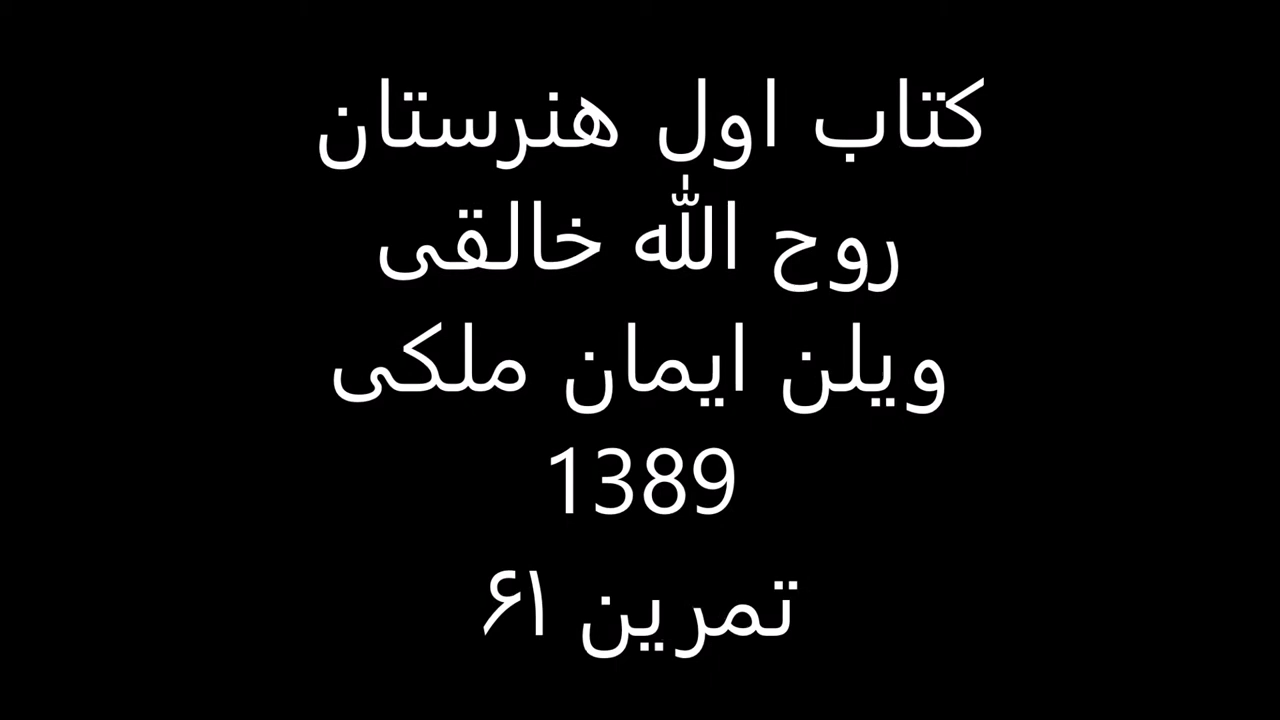 کتاب اول هنرستان
روح الله خالقی
ویلن ایمان ملکی
1389
تمرین ۶۱